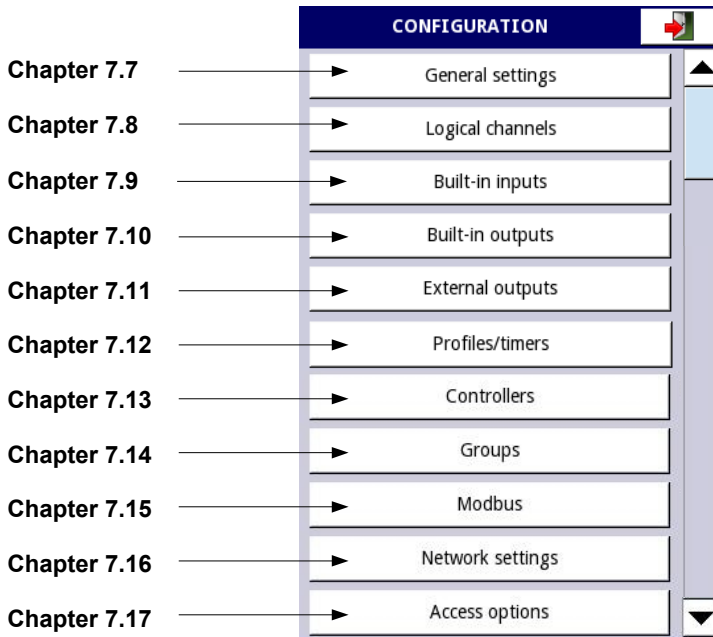 CONFIGURATION
Chapter 7.7 General settings
Chapter 7.8 Logical channels
Chapter 7.9 Built-in inputs
Chapter 7.10 Built-in outputs
Chapter 7.11 External outputs
Chapter 7.12 Profiles/timers
Chapter 7.13 Controllers
Chapter 7.14 Groups
Chapter 7.15 Modbus
Chapter 7.16 Network settings
Chapter 7.17 Access options